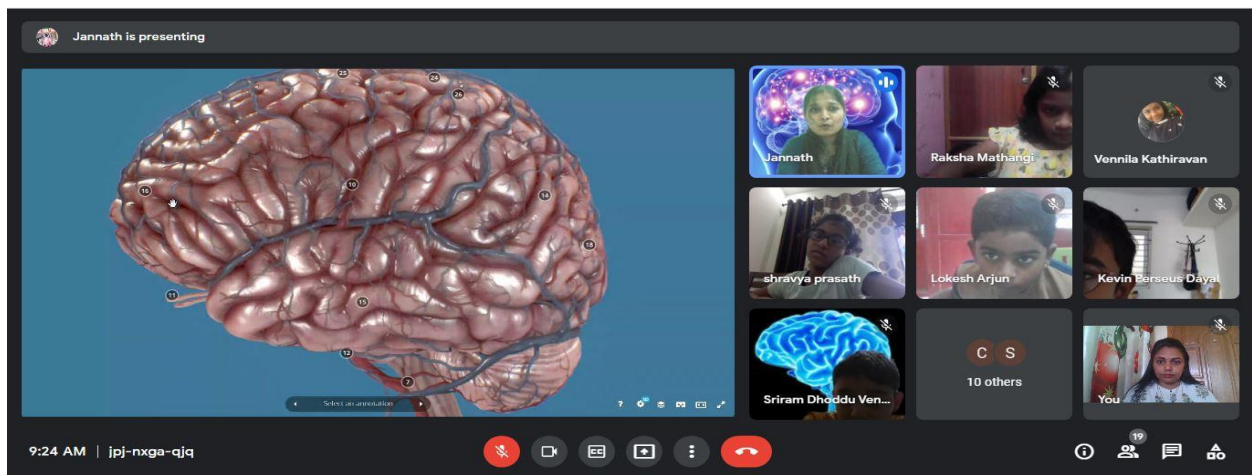 Jannath is presenting
25
24
26
16
10
14
18
11
15
12
7
Select an annotation
?
Jannath
Raksha Mathangi
Vennila Kathiravan
shravya prasath
Lokesh Arjun
Kevin Perseus Dayal
Sriram Dhoddu Ven...
C S
10 others
You
9:24 AM | jpj-nxga-qjq
CC
19